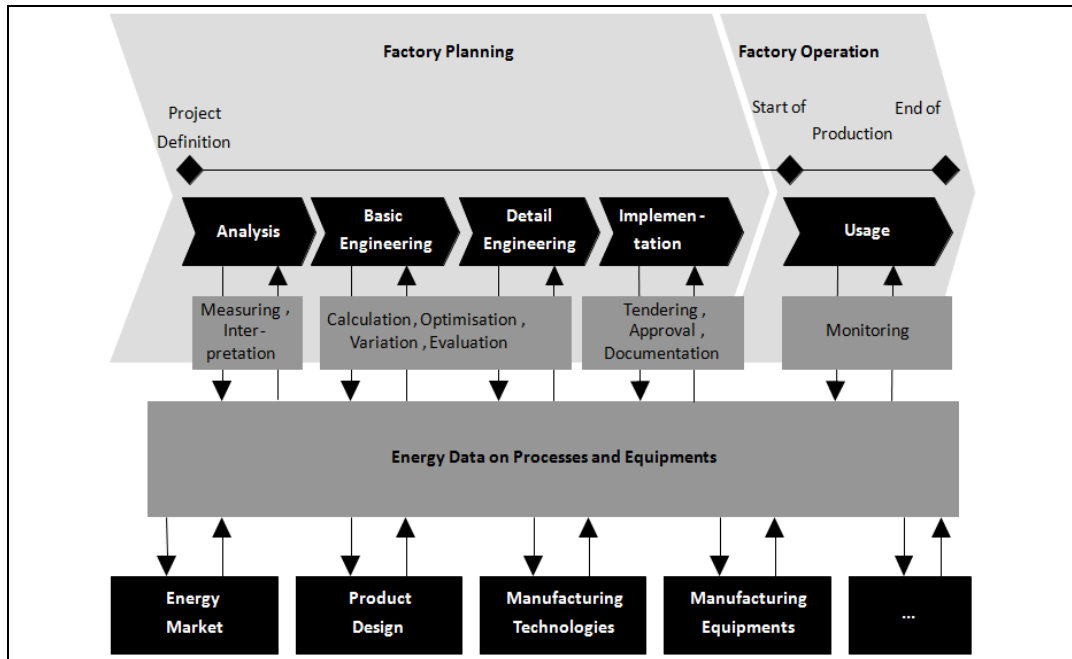 Factory Planning
Factory Operation
Project
Definition
Start of
End of
Production
Analysis
Basic
Engineering
Detail
Engineering
Implemen -
tation
Usage
Measuring ,
Inter-
pretation
Calculation , Optimisation ,
Variation , Evaluation
Tendering ,
Approval ,
Documentation
Monitoring
Energy Data on Processes and Equipments
Energy
Market
Product
Design
Manufacturing
Technologies
Manufacturing
Equipments
...